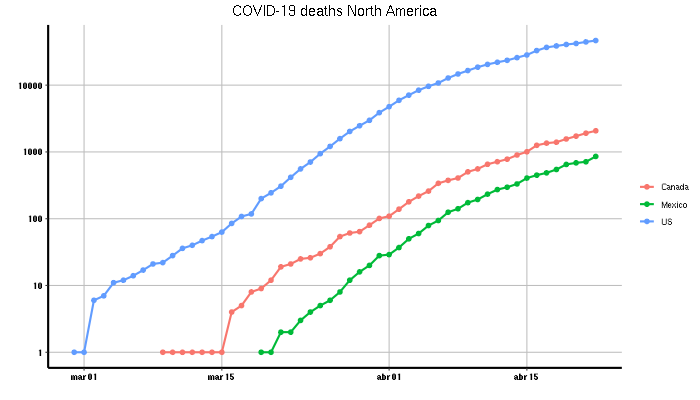 COVID-19 deaths North America
10000
1000
100
10
1
mar 01
mar 15
abr 01
abr 15
Canada
Mexico
US